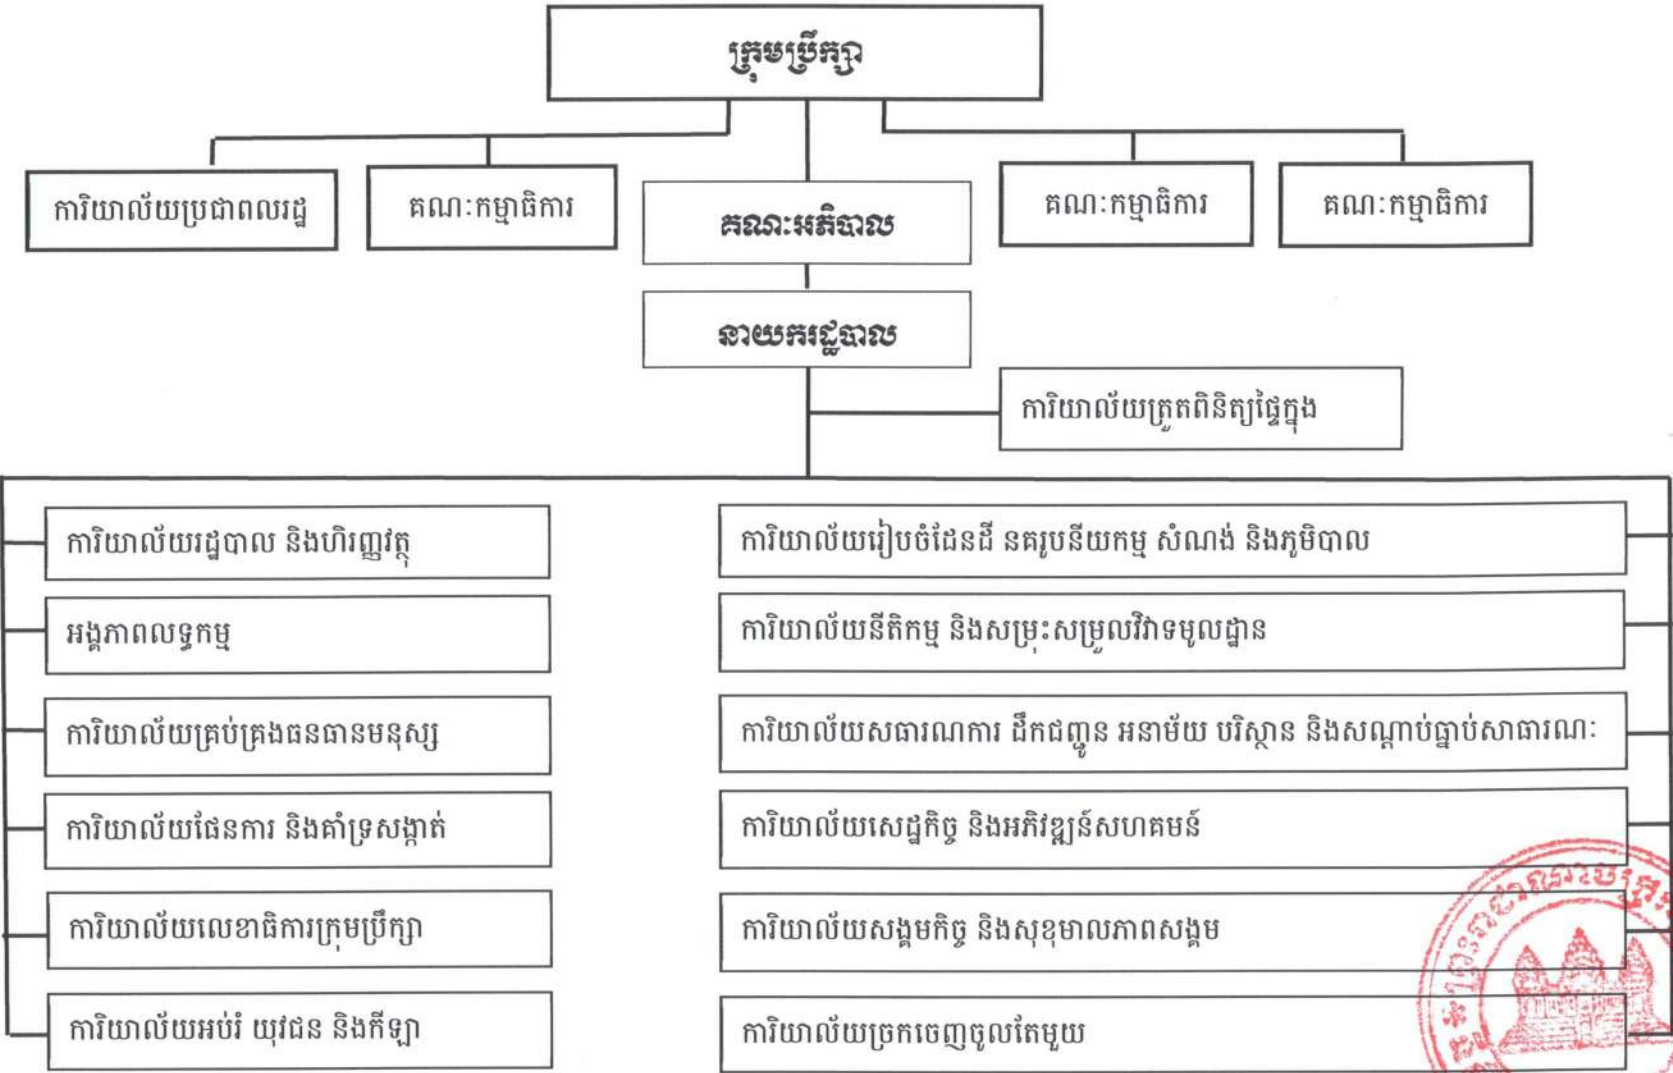 ក្រុមប្រឹក្សា
ការិយាល័យប្រជាពលរដ្ឋ
គណៈកម្មាធិការ
គណៈអភិបាល
គណៈកម្មាធិការ
គណៈកម្មាធិការ
នាយករដ្ឋបាល
ការិយាល័យត្រួតពិនិត្យផ្ទៃក្នុង
ការិយាល័យរដ្ឋបាល និងហិរញ្ញវត្ថុ
អង្គភាពលទ្ធកម្ម
ការិយាល័យគ្រប់គ្រងធនធានមនុស្ស
ការិយាល័យផែនការ និងគាំទ្រសង្កាត់
ការិយាល័យលេខាធិការក្រុមប្រឹក្សា
ការិយាល័យអប់រំ យុវជន និងកីឡា
ការិយាល័យរៀបចំដែនដី នគរូបនីយកម្ម សំណង់ និងភូមិបាល
ការិយាល័យនីតិកម្ម និងសម្រុះសម្រួលវិវាទមូលដ្ឋាន
ការិយាល័យសធារណការ ដឹកជញ្ជូន អនាម័យ បរិស្ថាន និងសណ្តាប់ធ្នាប់សាធារណៈ
ការិយាល័យសេដ្ឋកិច្ច និងអភិវឌ្ឍន៍សហគមន៍
ការិយាល័យសង្គមកិច្ច និងសុខុមាលភាពសង្គម
ការិយាល័យច្រកចេញចូលតែមួយ